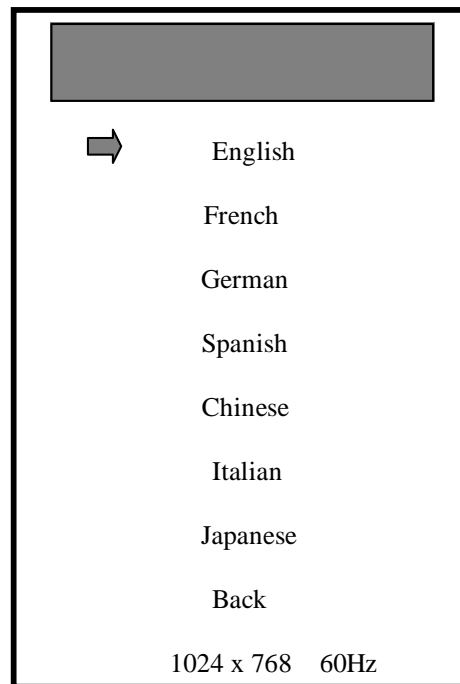 English
French
German
Spanish
Chinese
Italian
Japanese
Back
1024 x 768 60Hz